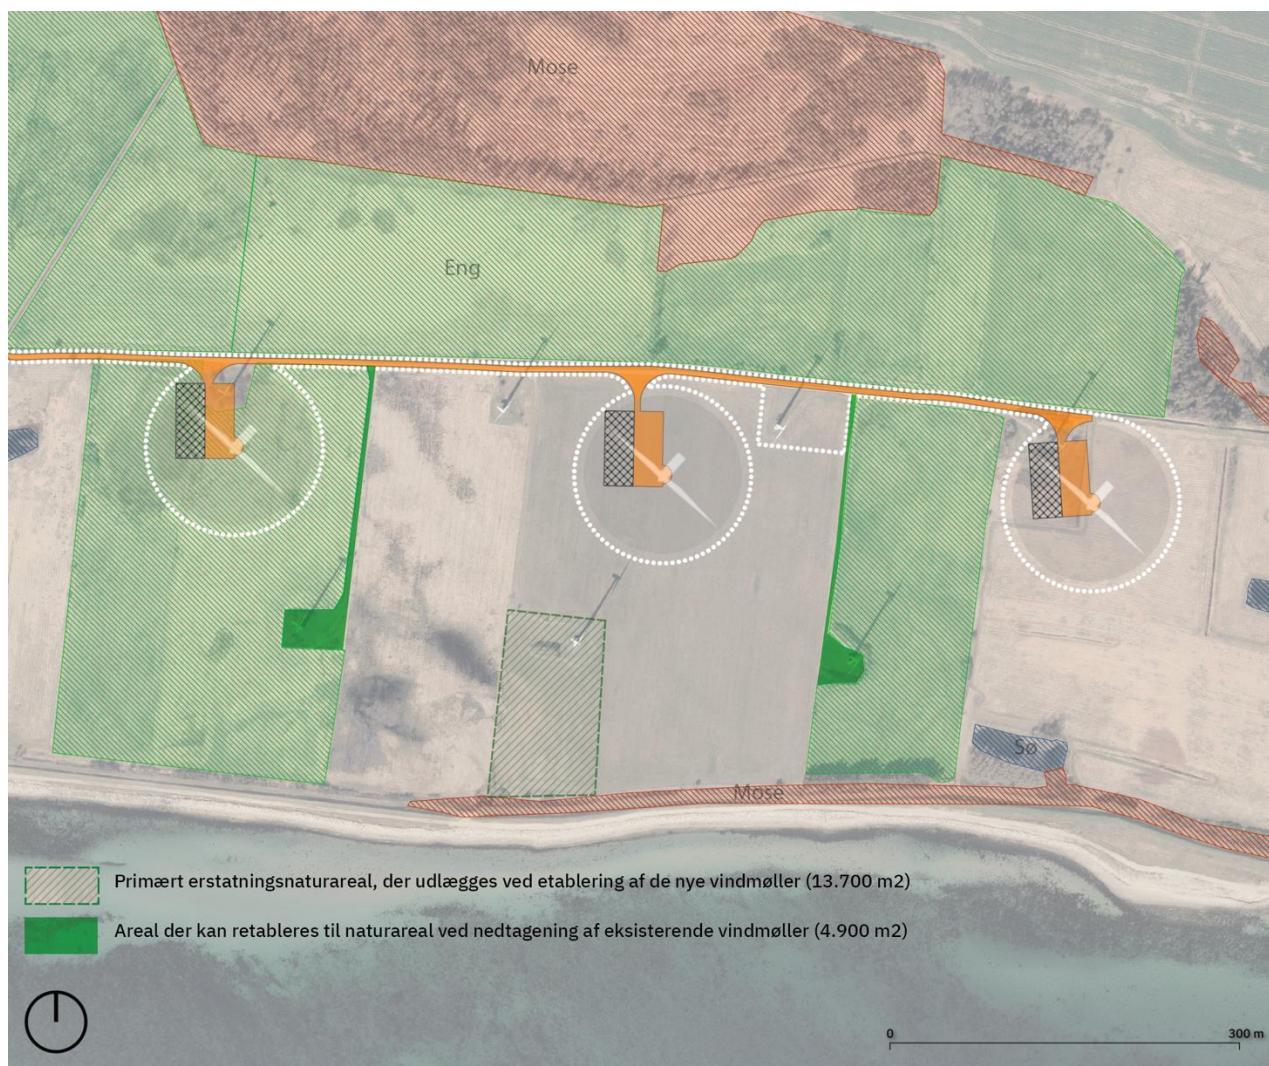 Mose
Eng
Sø
Mose
Primært erstatningsnaturareal, der udlægges ved etablering af de nye vindmøller (13.700 m2)
Areal der kan retableres til naturareal ved nedtagening af eksisterende vindmøller (4.900 m2)
0 300 m